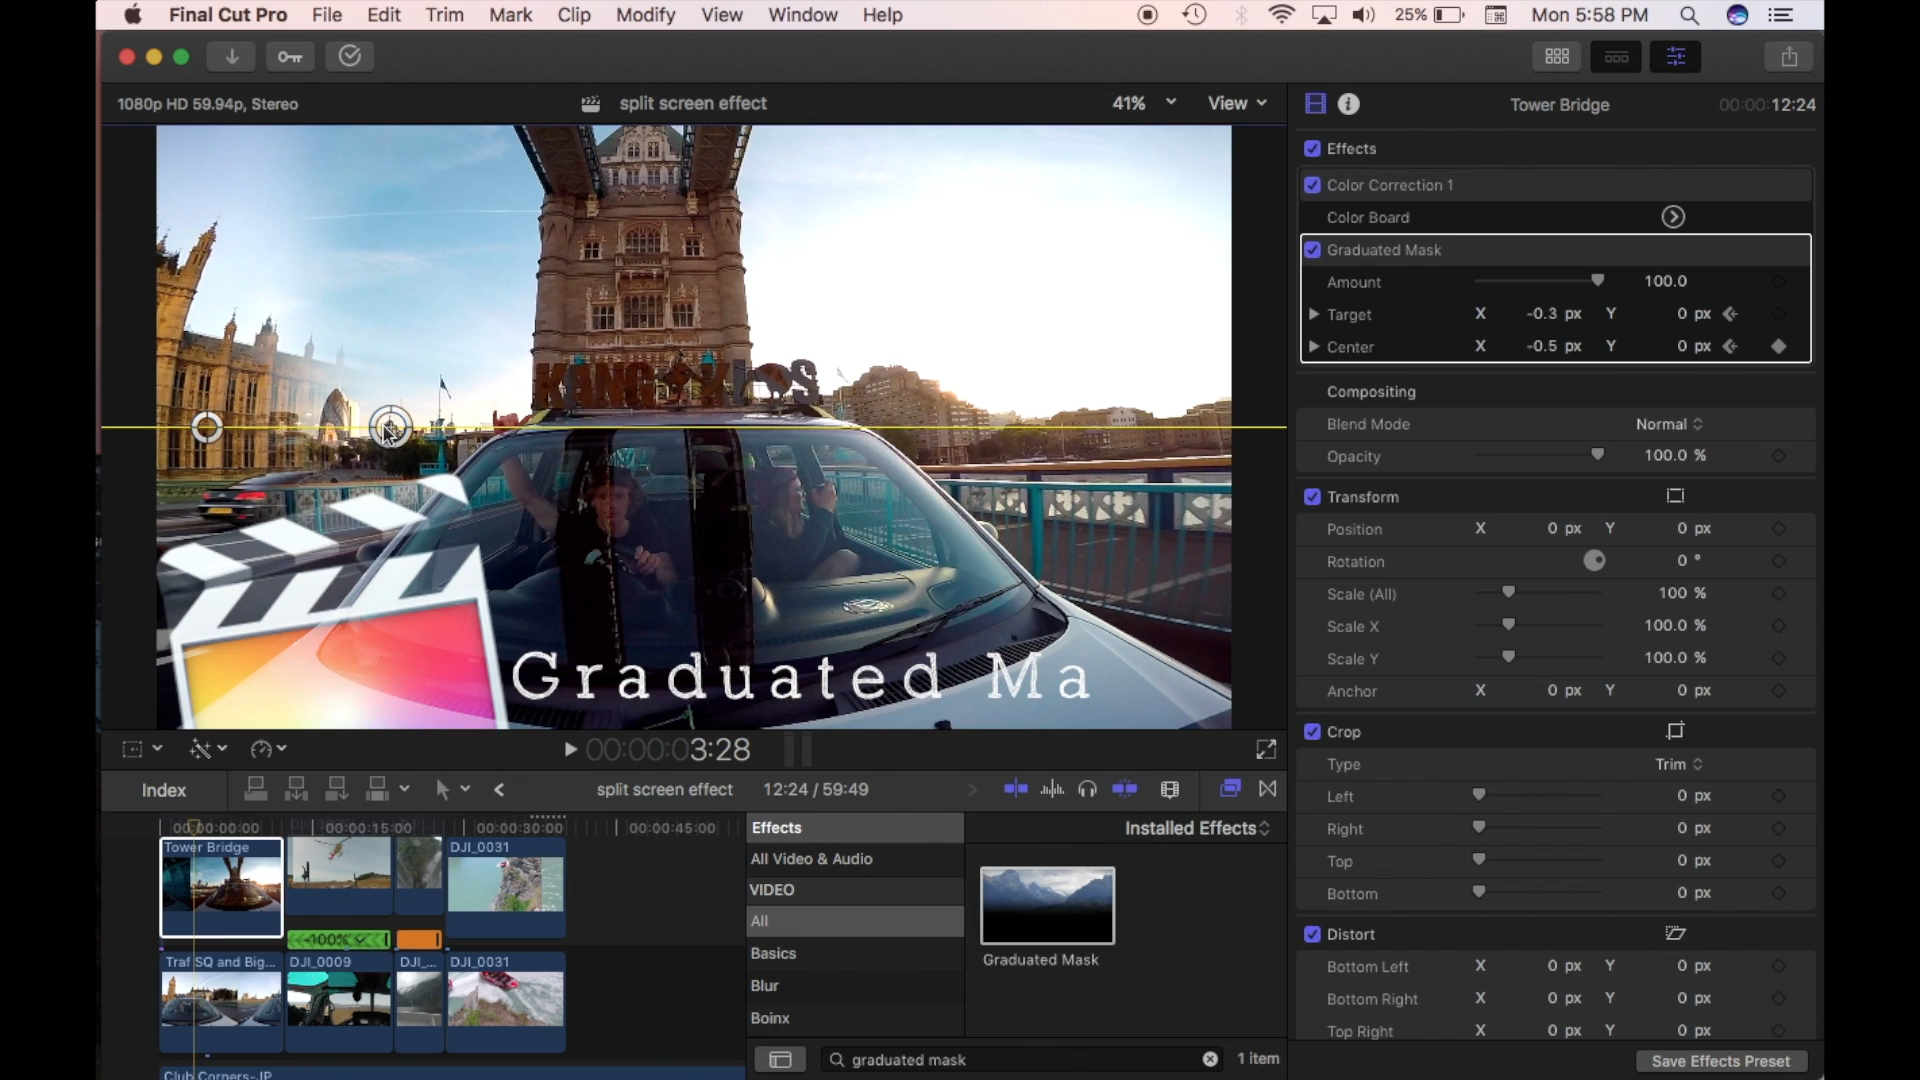 Final Cut Pro File Edit Trim Mark Clip Modify View Window Help 25% Mon 5:58 PM
1080p HD 59.94p, Stereo split screen effect 41% View Tower Bridge 00:00:12:24
Effects
Color Correction 1
Color Board
Graduated Mask
Amount 100.0
Target X -0.3 px Y 0 px
Center X -0.5 px Y 0 px
Compositing
Blend Mode Normal
Opacity 100.0 %
Transform
Position X 0 px Y 0 px
Rotation 0 °
Scale (All) 100 %
Scale X 100.0 %
Scale Y 100.0 %
Anchor X 0 px Y 0 px
Crop
Type Trim
Left 0 px
Right 0 px
Top 0 px
Bottom 0 px
Distort
Bottom Left X 0 px Y 0 px
Bottom Right X 0 px Y 0 px
Top Right X 0 px Y 0 px
Save Effects Preset
Graduated Ma
00:00:03:28
Index split screen effect 12:24 / 59:49
00:00:00:00 00:00:15:00 00:00:30:00 00:00:45:00
Tower Bridge DJI_0031
-100%
Traf SQ and Big... DJI_0009 DJI_... DJI_0031
Club Corners-JP
Effects Installed Effects
All Video & Audio
VIDEO
All
Basics
Blur
Boinx
Graduated Mask
graduated mask 1 item